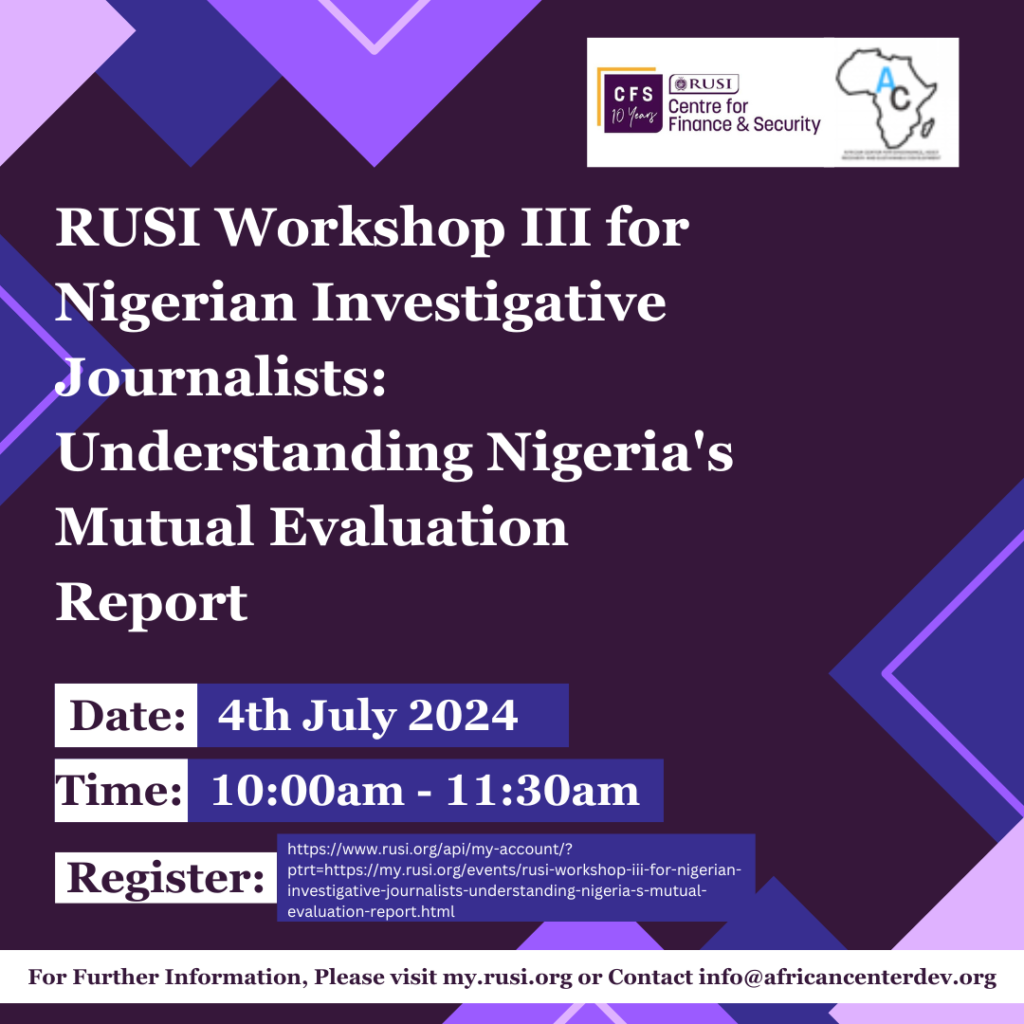 CFS
10 Years
RUSI
Centre for
Finance & Security
AC
RUSI Workshop III for
Nigerian Investigative
Journalists:
Understanding Nigeria's
Mutual Evaluation
Report
Date: 4th July 2024
Time: 10:00am - 11:30am
Register:
https://www.rusi.org/api/my-account/?
ptrt=https://my.rusi.org/events/rusi-workshop-iii-for-nigerian-
investigative-journalists-understanding-nigeria-s-mutual-
evaluation-report.html
For Further Information, Please visit my.rusi.org or Contact info@africancenterdev.org